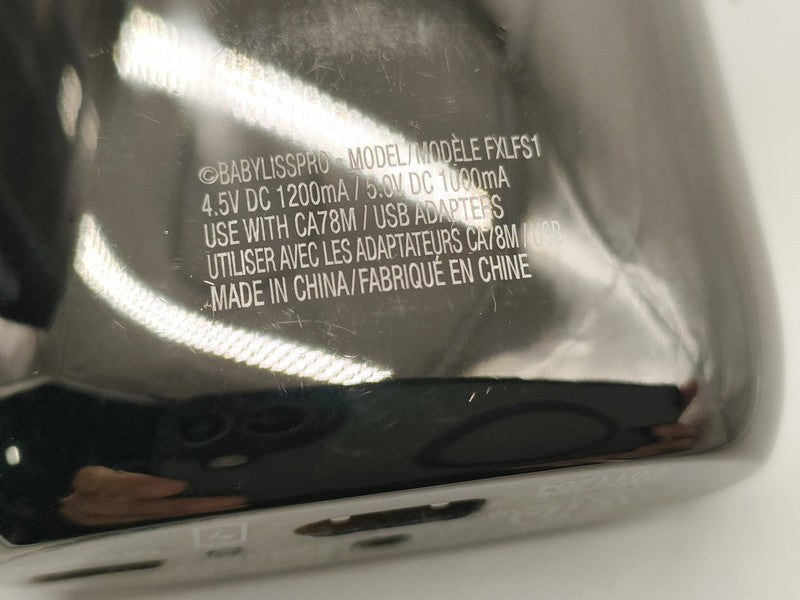 ©BABYLISSPRO - MODEL/MODÈLE FXLFS1
4.5V DC 1200mA / 5.0V DC 1000mA
USE WITH CA78M / USB ADAPTERS
UTILISER AVEC LES ADAPTATEURS CA78M / USB
MADE IN CHINA/FABRIQUÉ EN CHINE